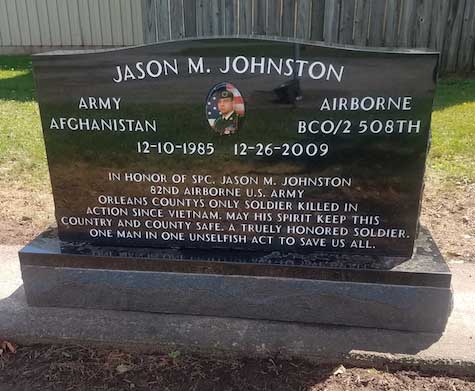 JASON M. JOHNSTON
ARMY AIRBORNE
AFGHANISTAN BCO/2 508TH
12-10-1985 12-26-2009
IN HONOR OF SPC. JASON M. JOHNSTON
82ND AIRBORNE U.S. ARMY
ORLEANS COUNTYS ONLY SOLDIER KILLED IN
ACTION SINCE VIETNAM. MAY HIS SPIRIT KEEP THIS
COUNTRY AND COUNTY SAFE. A TRUELY HONORED SOLDIER.
ONE MAN IN ONE UNSELFISH ACT TO SAVE US ALL.